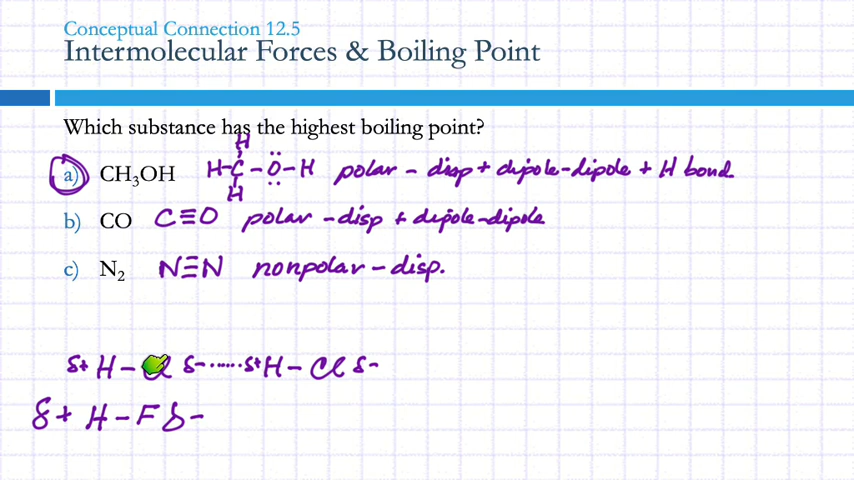 Conceptual Connection 12.5
Intermolecular Forces & Boiling Point
Which substance has the highest boiling point?
H
a) CH₃OH H-C-Ö-H polar - disp + dipole-dipole + H bond
H
b) CO C≡O polar -disp + dipole-dipole
c) N₂ N≡N nonpolar - disp.
δ+ H - Cl δ-......δ+ H - Cl δ-
δ+ H - F δ-